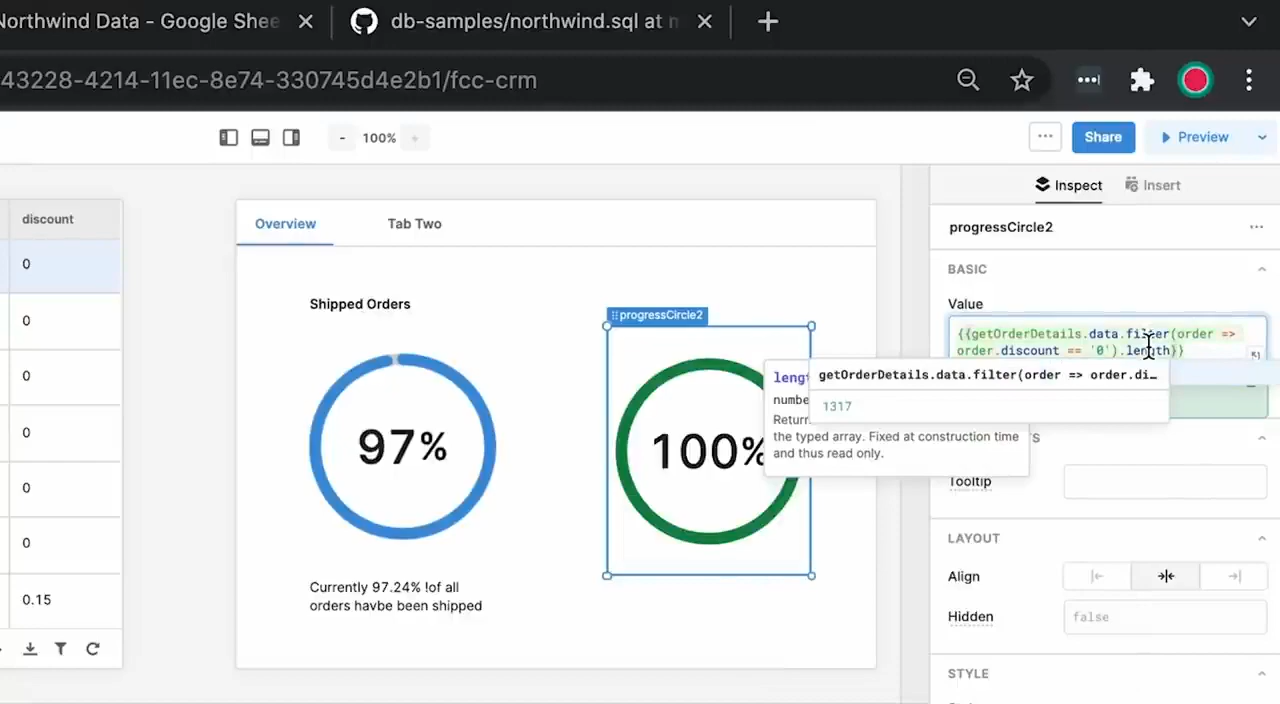 Northwind Data - Google Shee
db-samples/northwind.sql at m
43228-4214-11ec-8e74-330745d4e2b1/fcc-crm
- 100% +
Share
Preview
Inspect
Insert
discount
0
0
0
0
0
0
0.15
Overview
Tab Two
Shipped Orders
97%
Currently 97.24% !of all
orders havbe been shipped
progressCircle2
100%
progressCircle2
BASIC
Value
{{getOrderDetails.data.filter(order =>
order.discount == '0').length}}
getOrderDetails.data.filter(order => order.di…
1317
lengt
numbe
Return
the typed array. Fixed at construction time
and thus read only.
Tooltip
LAYOUT
Align
Hidden
false
STYLE